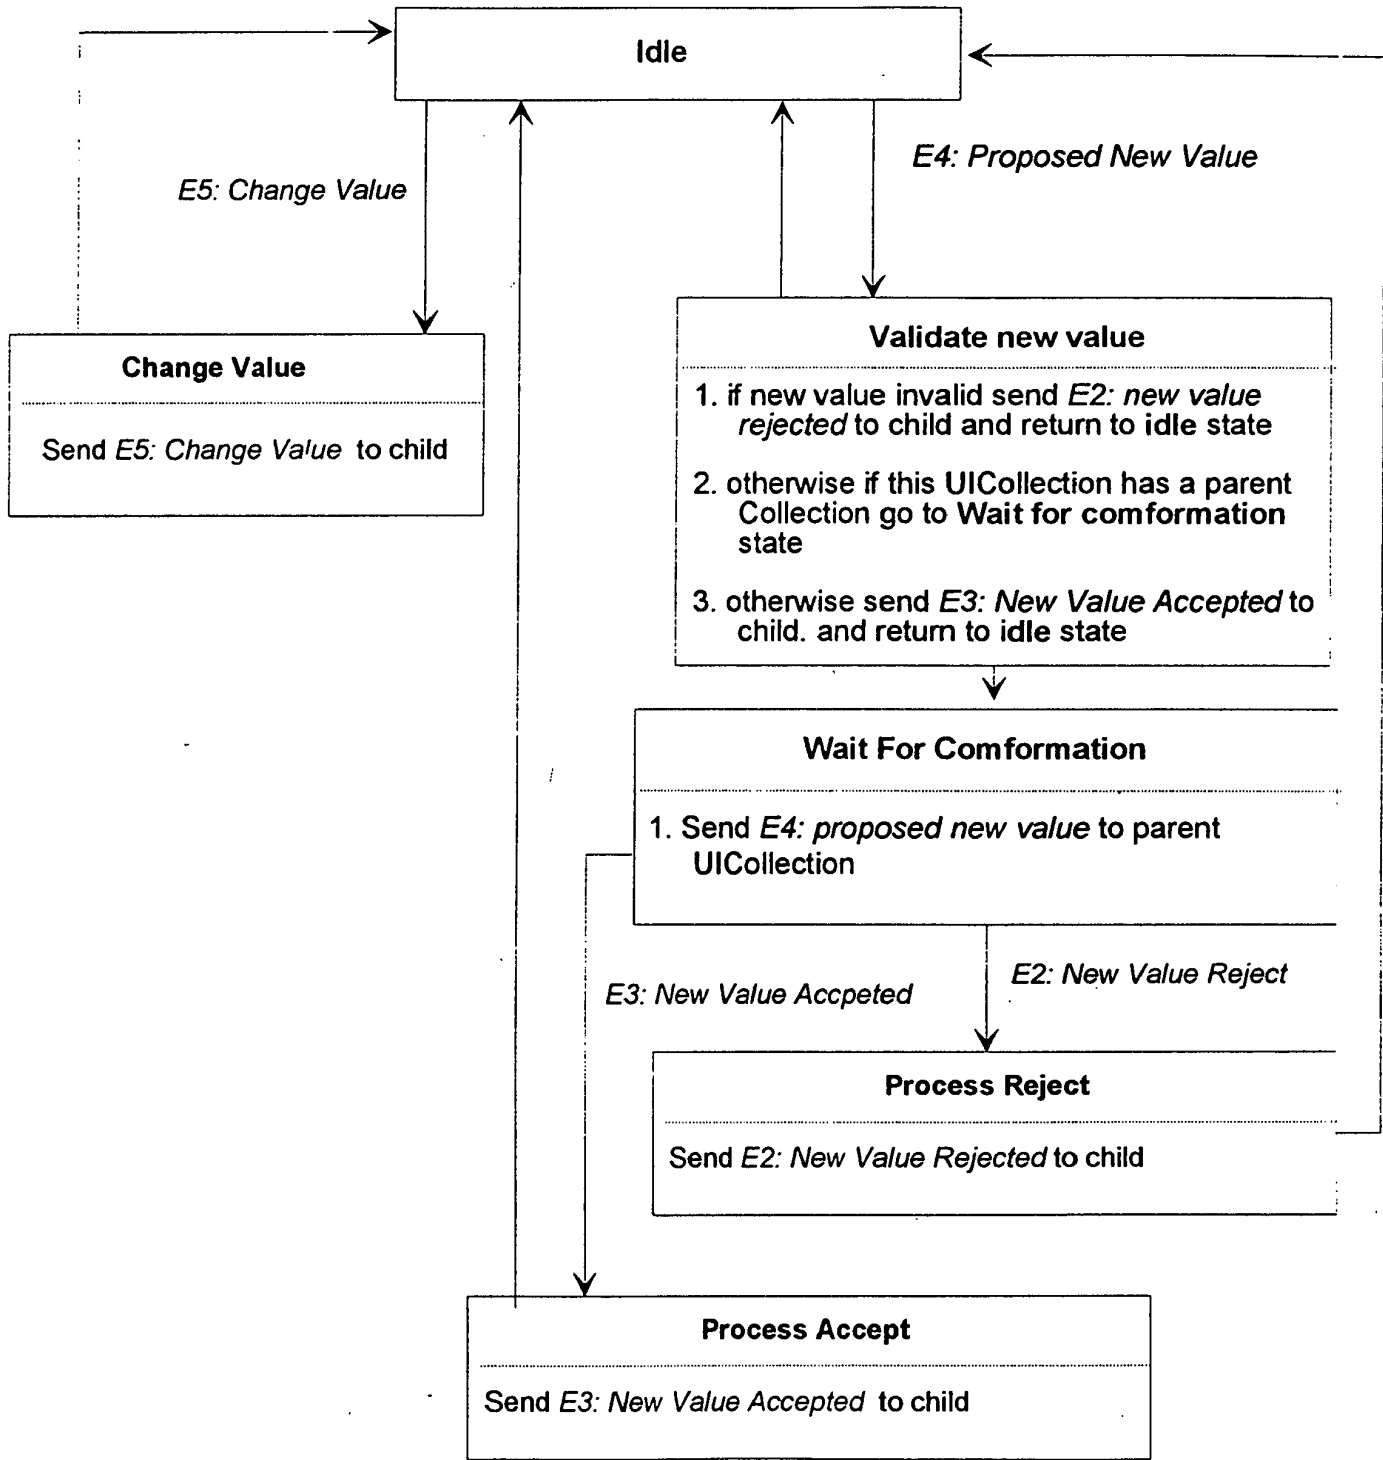 Idle
E4: Proposed New Value
E5: Change Value
Validate new value
1. if new value invalid send E2: new value
rejected to child and return to idle state
2. otherwise if this UICollection has a parent
Collection go to Wait for comformation
state
3. otherwise send E3: New Value Accepted to
child. and return to idle state
Change Value
Send E5: Change Value to child
Wait For Comformation
1. Send E4: proposed new value to parent
UICollection
E3: New Value Accpeted
E2: New Value Reject
Process Reject
Send E2: New Value Rejected to child
Process Accept
Send E3: New Value Accepted to child